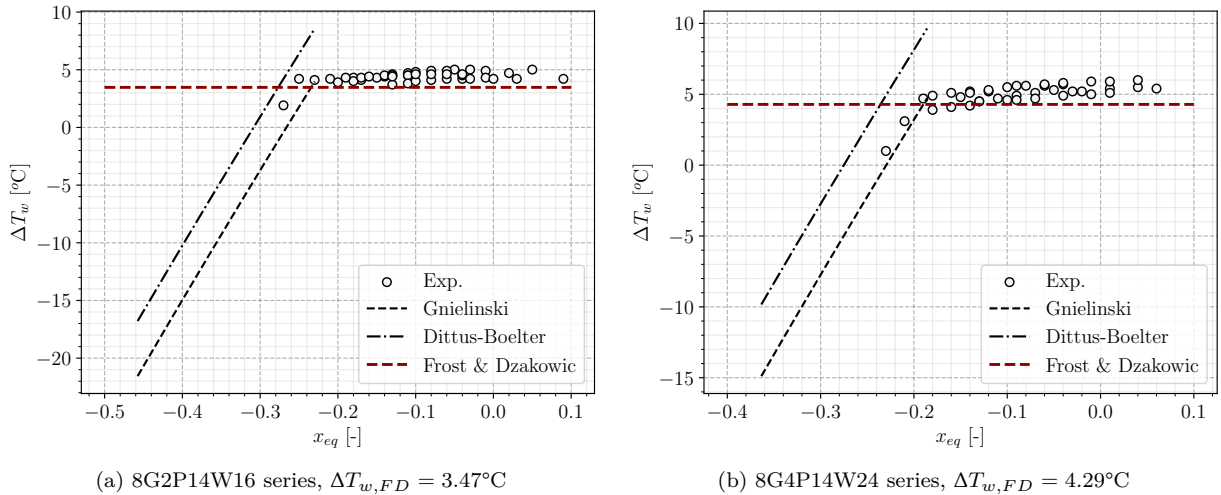 10
5
0
−5
−10
−15
−20
ΔT_w [°C]
−0.5 −0.4 −0.3 −0.2 −0.1 0.0 0.1
x_eq [-]
Exp.
Gnielinski
Dittus-Boelter
Frost & Dzakowic
(a) 8G2P14W16 series, ΔT_w,FD = 3.47°C
10
5
0
−5
−10
−15
ΔT_w [°C]
−0.4 −0.3 −0.2 −0.1 0.0 0.1
x_eq [-]
Exp.
Gnielinski
Dittus-Boelter
Frost & Dzakowic
(b) 8G4P14W24 series, ΔT_w,FD = 4.29°C